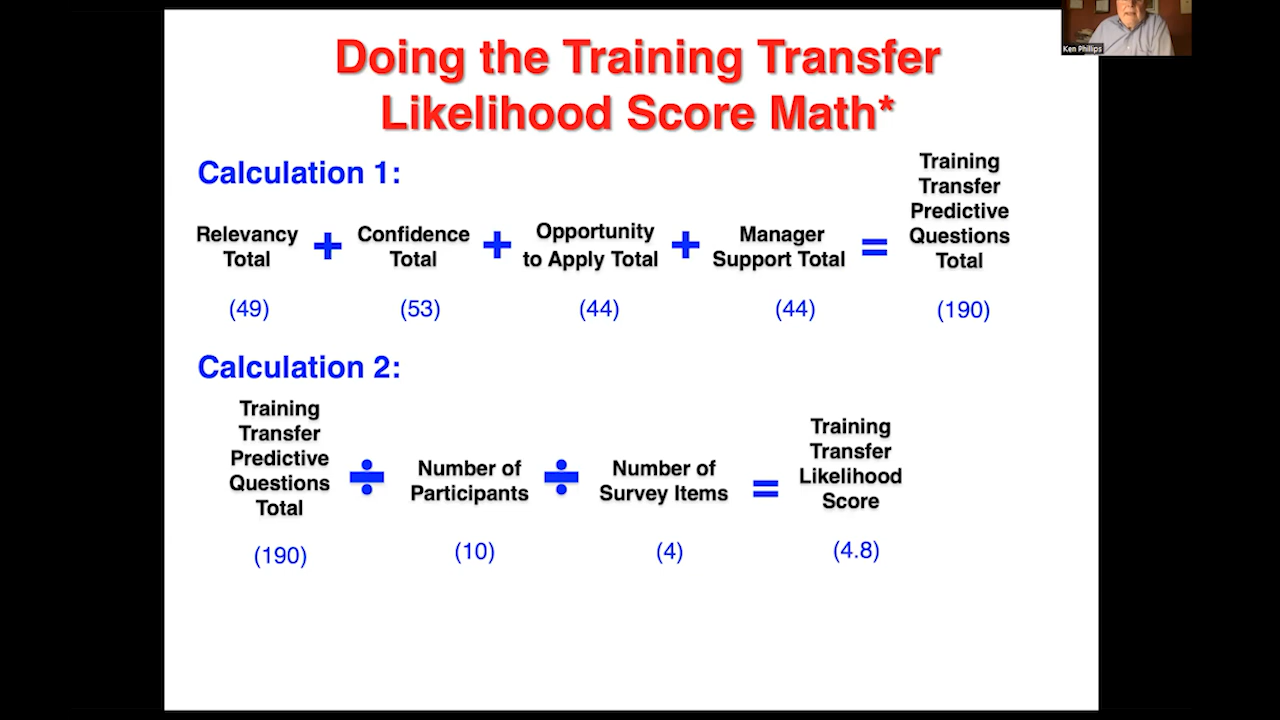 Doing the Training Transfer
Likelihood Score Math*
Ken Phillips
Calculation 1:
Relevancy
Total
+
Confidence
Total
+
Opportunity
to Apply Total
+
Manager
Support Total
=
Training
Transfer
Predictive
Questions
Total
(49)
(53)
(44)
(44)
(190)
Calculation 2:
Training
Transfer
Predictive
Questions
Total
÷
Number of
Participants
÷
Number of
Survey Items
=
Training
Transfer
Likelihood
Score
(190)
(10)
(4)
(4.8)